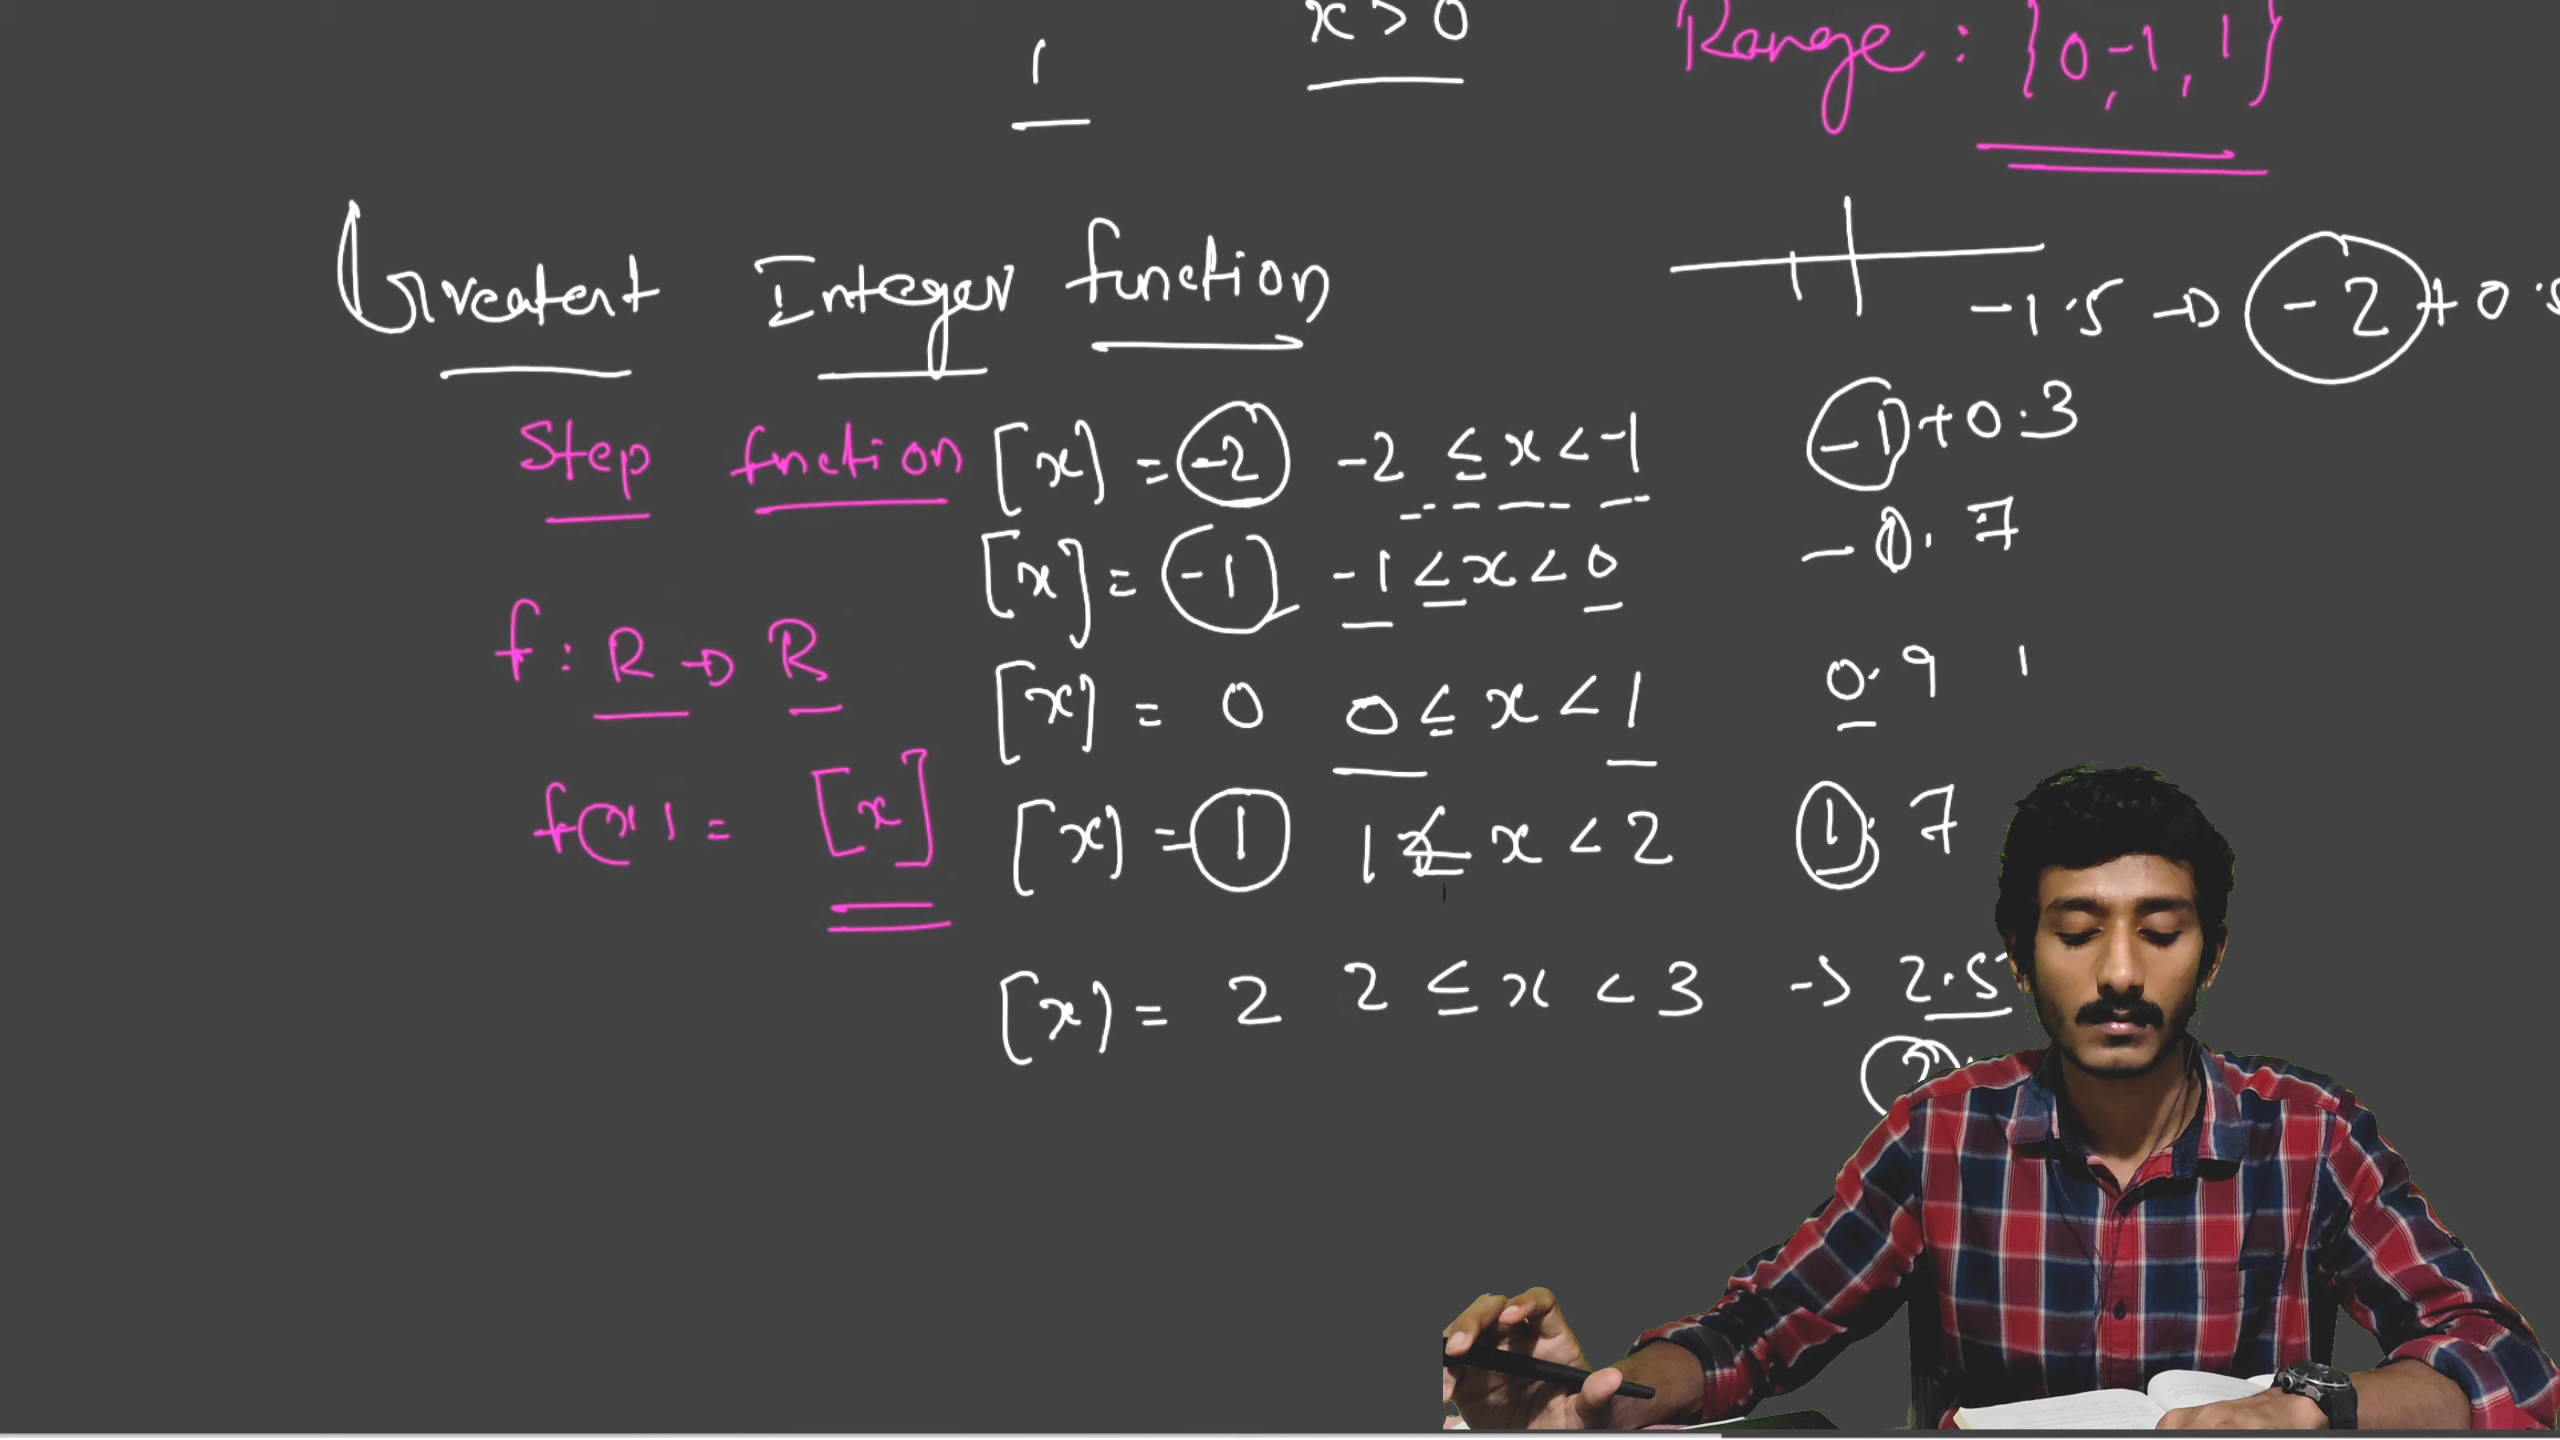 1 x > 0 Range : {0, -1, 1}
Greatest Integer function
-1.5 → -2 + 0.5
Step fnction [x] = -2 -2 ≤ x < -1 -1 + 0.3
[x] = -1 -1 ≤ x < 0 -0.7
f : R → R [x] = 0 0 ≤ x < 1 0.9 1
f(x) = [x] [x] = 1 1 ≤ x < 2 1.7
[x] = 2 2 ≤ x < 3 → 2.5
2